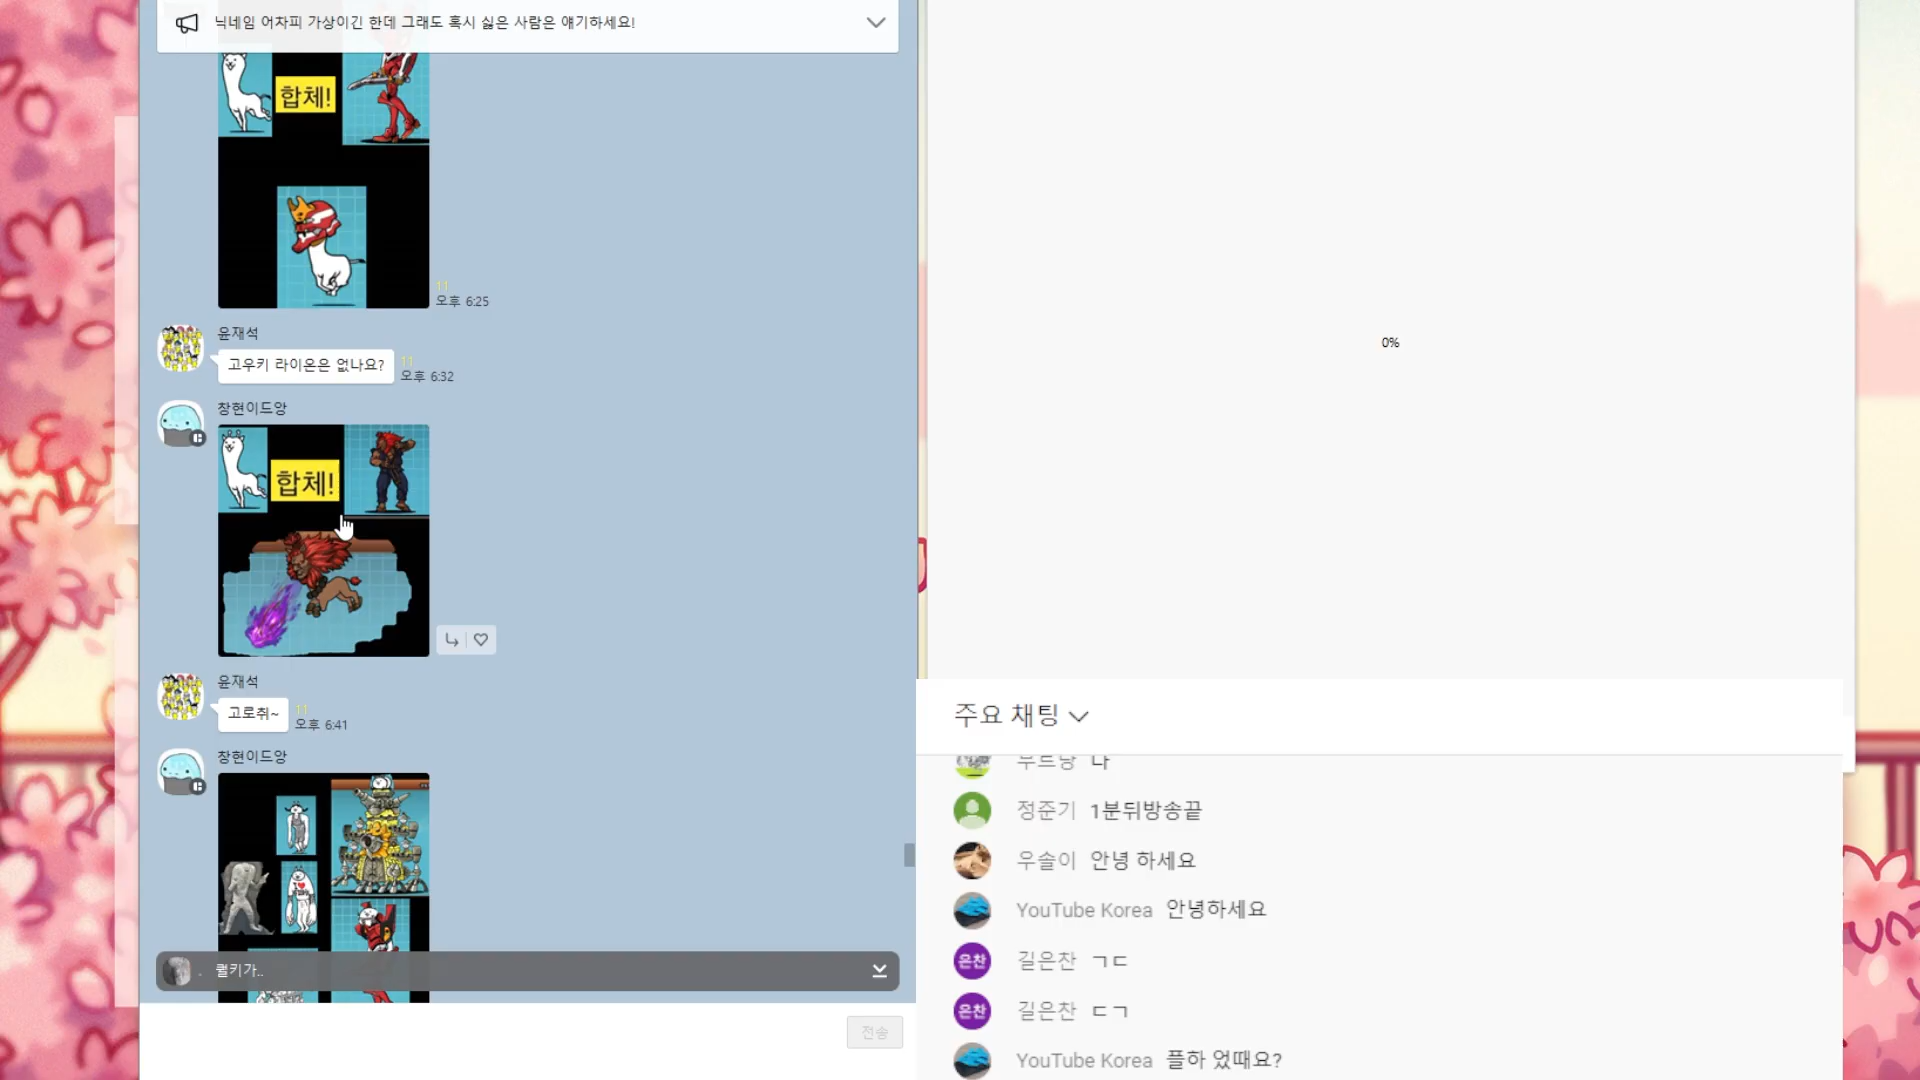 닉네임 어차피 가상이긴 한데 그래도 혹시 싫은 사람은 얘기하세요!
합체!
11
오후 6:25
윤재석
고우키 라이온은 없나요?
11
오후 6:32
창현이드앙
합체!
윤재석
고로취~
11
오후 6:41
창현이드앙
. 퀄키가..
전송
0%
주요 채팅
나
정준기 1분뒤방송끝
우솔이 안녕 하세요
YouTube Korea 안녕하세요
은찬 길은찬 ㄱㄷ
은찬 길은찬 ㄷㄱ
YouTube Korea 플하 었때요?